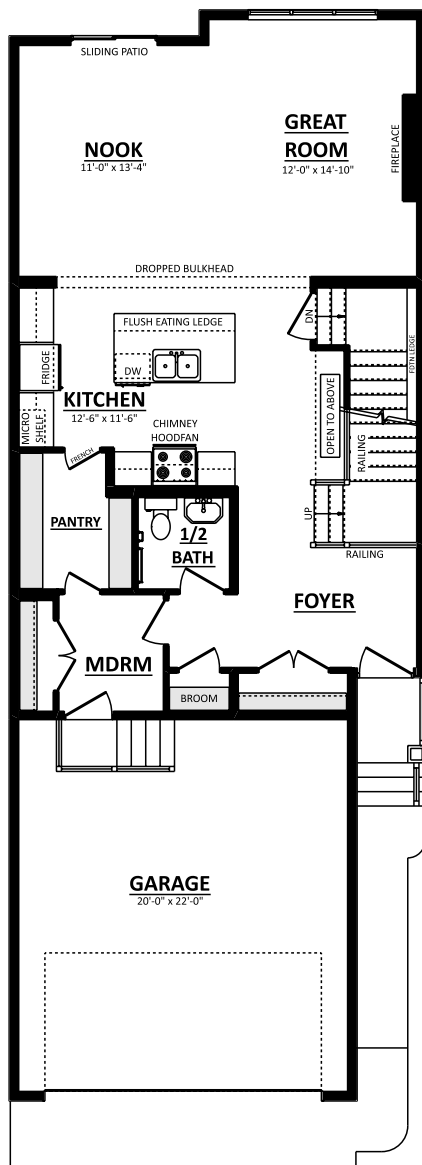 SLIDING PATIO
GREAT
ROOM
12'-0" x 14'-10"
NOOK
11'-0" x 13'-4"
FIREPLACE
DROPPED BULKHEAD
DN
FLUSH EATING LEDGE
FDTN LEDGE
FRIDGE
DW
KITCHEN
12'-6" x 11'-6"
OPEN TO ABOVE
MICRO
SHELF
CHIMNEY
HOODFAN
RAILING
FRENCH
PANTRY
1/2
BATH
UP
RAILING
FOYER
MDRM
BROOM
GARAGE
20'-0" x 22'-0"